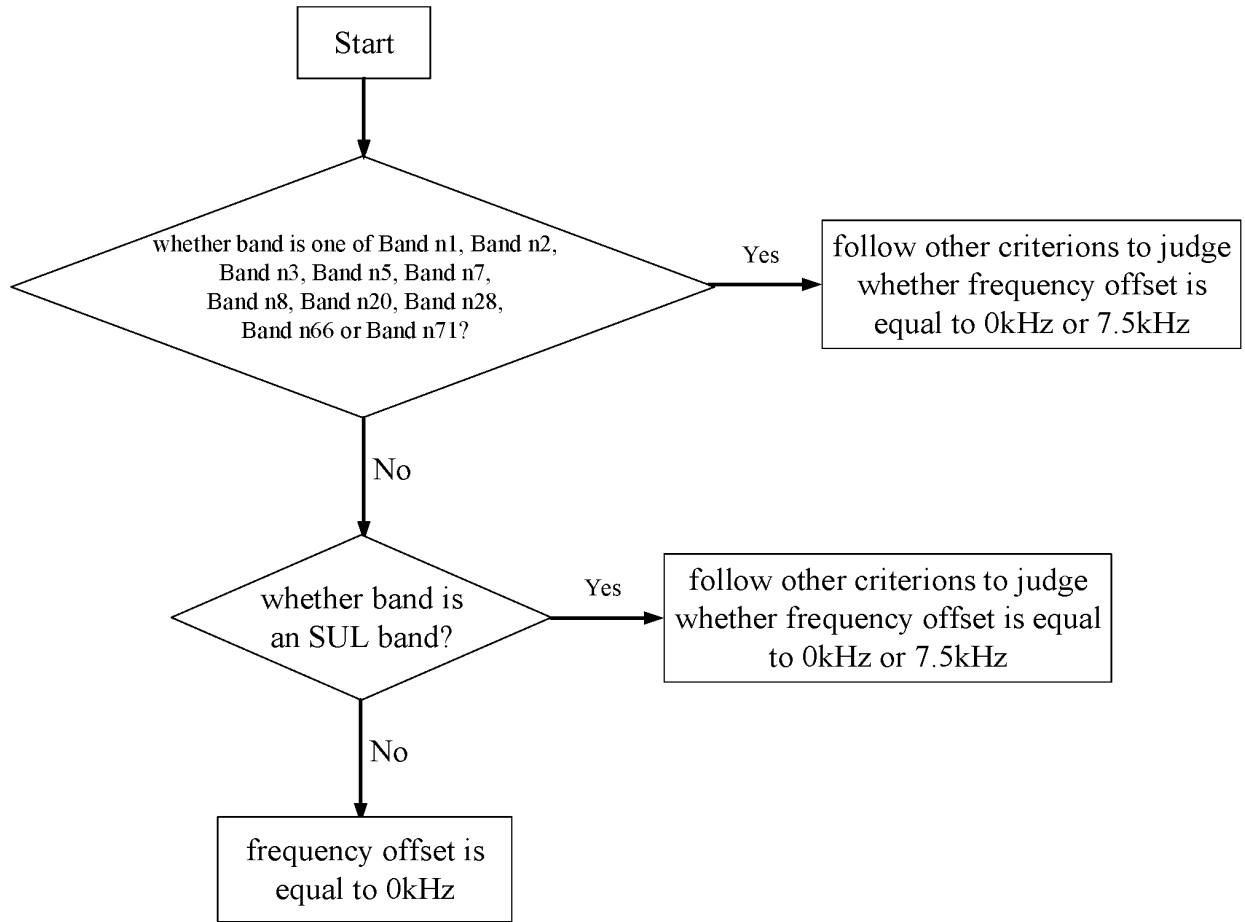 Start
whether band is one of Band n1, Band n2,
Band n3, Band n5, Band n7,
Band n8, Band n20, Band n28,
Band n66 or Band n71?
Yes
follow other criterions to judge
whether frequency offset is
equal to 0kHz or 7.5kHz
No
whether band is
an SUL band?
Yes
follow other criterions to judge
whether frequency offset is equal
to 0kHz or 7.5kHz
No
frequency offset is
equal to 0kHz